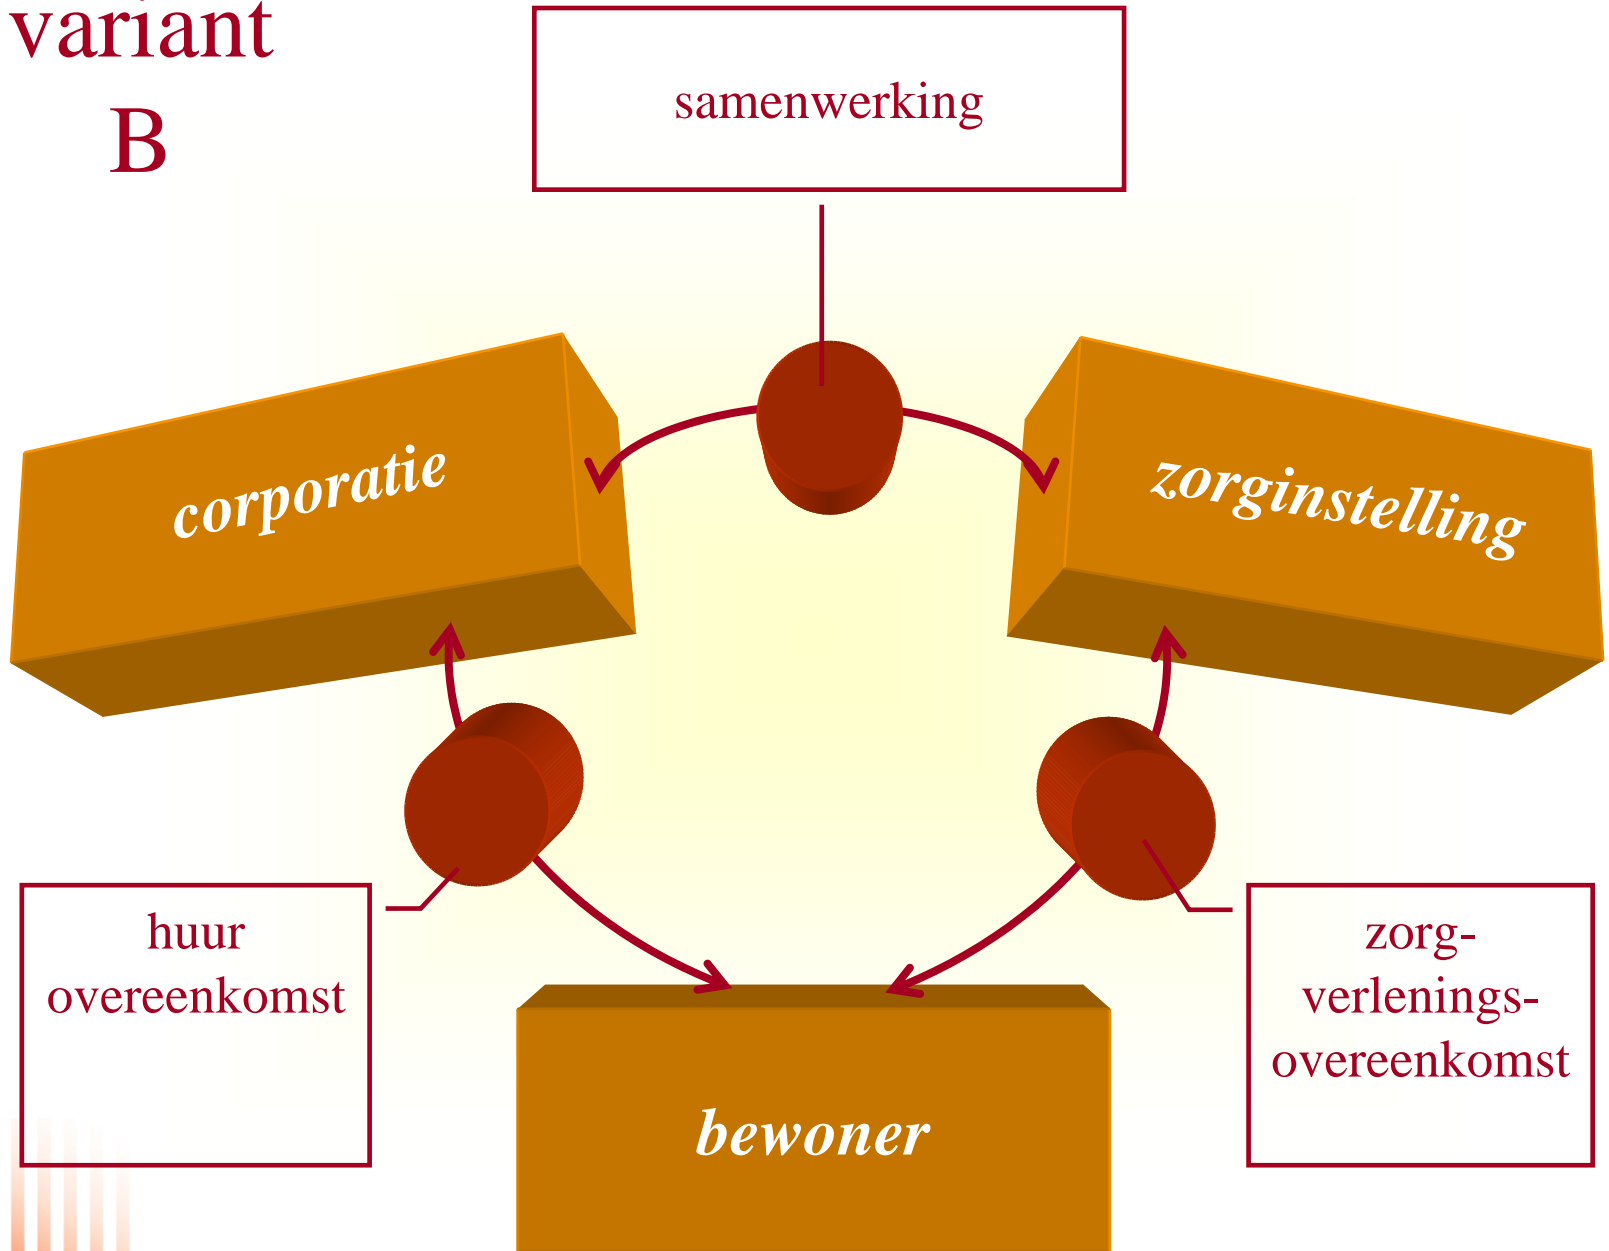 variant
B
samenwerking
corporatie
zorginstelling
huur
overeenkomst
zorg-
verlenings-
overeenkomst
bewoner